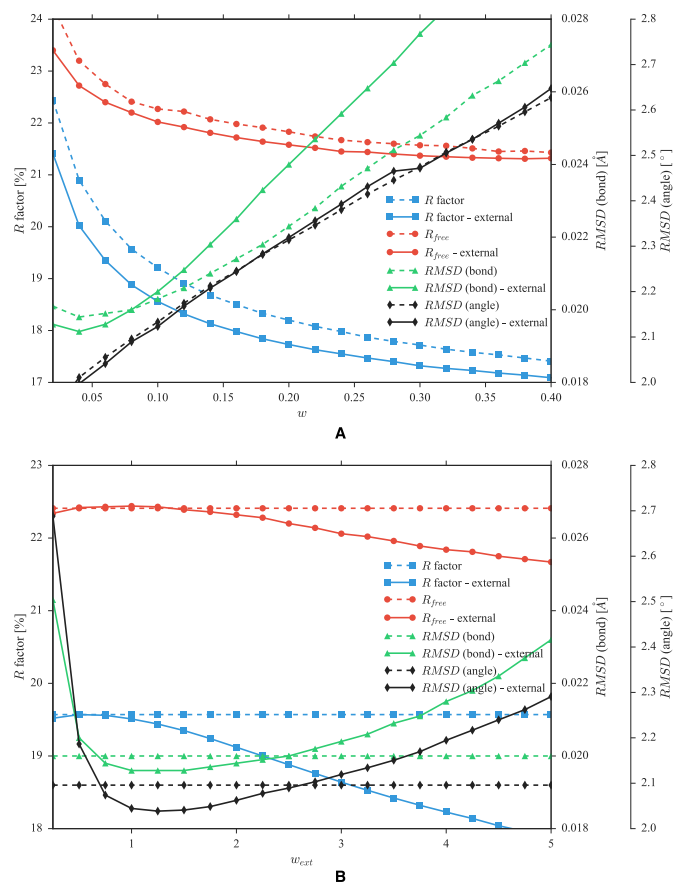 24
23
22
21
20
19
18
17
R factor [%]
0.05
0.10
0.15
0.20
0.25
0.30
0.35
0.40
w
0.028
0.026
0.024
0.022
0.020
0.018
RMSD (bond) [Å]
2.8
2.7
2.6
2.5
2.4
2.3
2.2
2.1
2.0
RMSD (angle) [°]
R factor
R factor - external
R_free
R_free - external
RMSD (bond)
RMSD (bond) - external
RMSD (angle)
RMSD (angle) - external
A
23
22
21
20
19
18
R factor [%]
1
2
3
4
5
w_ext
0.028
0.026
0.024
0.022
0.020
0.018
RMSD (bond) [Å]
2.8
2.7
2.6
2.5
2.4
2.3
2.2
2.1
2.0
RMSD (angle) [°]
R factor
R factor - external
R_free
R_free - external
RMSD (bond)
RMSD (bond) - external
RMSD (angle)
RMSD (angle) - external
B